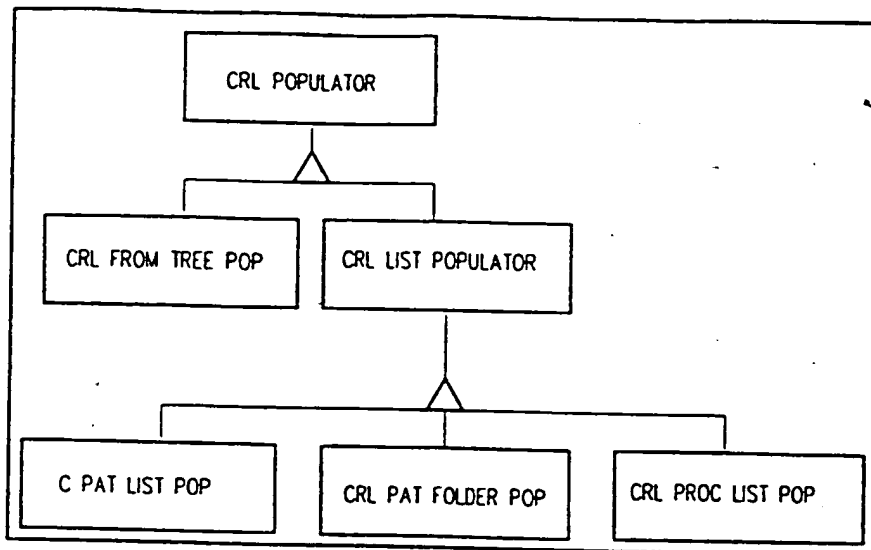 CRL POPULATOR
CRL FROM TREE POP
CRL LIST POPULATOR
C PAT LIST POP
CRL PAT FOLDER POP
CRL PROC LIST POP